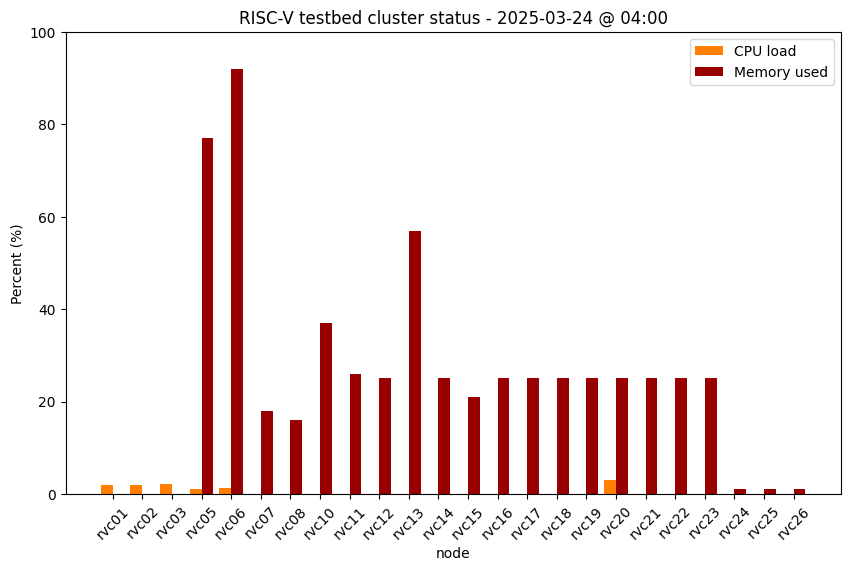 RISC-V testbed cluster status - 2025-03-24 @ 04:00
CPU load
Memory used
Percent (%)
100
80
60
40
20
0
rvc01 rvc02 rvc03 rvc05 rvc06 rvc07 rvc08 rvc10 rvc11 rvc12 rvc13 rvc14 rvc15 rvc16 rvc17 rvc18 rvc19 rvc20 rvc21 rvc22 rvc23 rvc24 rvc25 rvc26
node